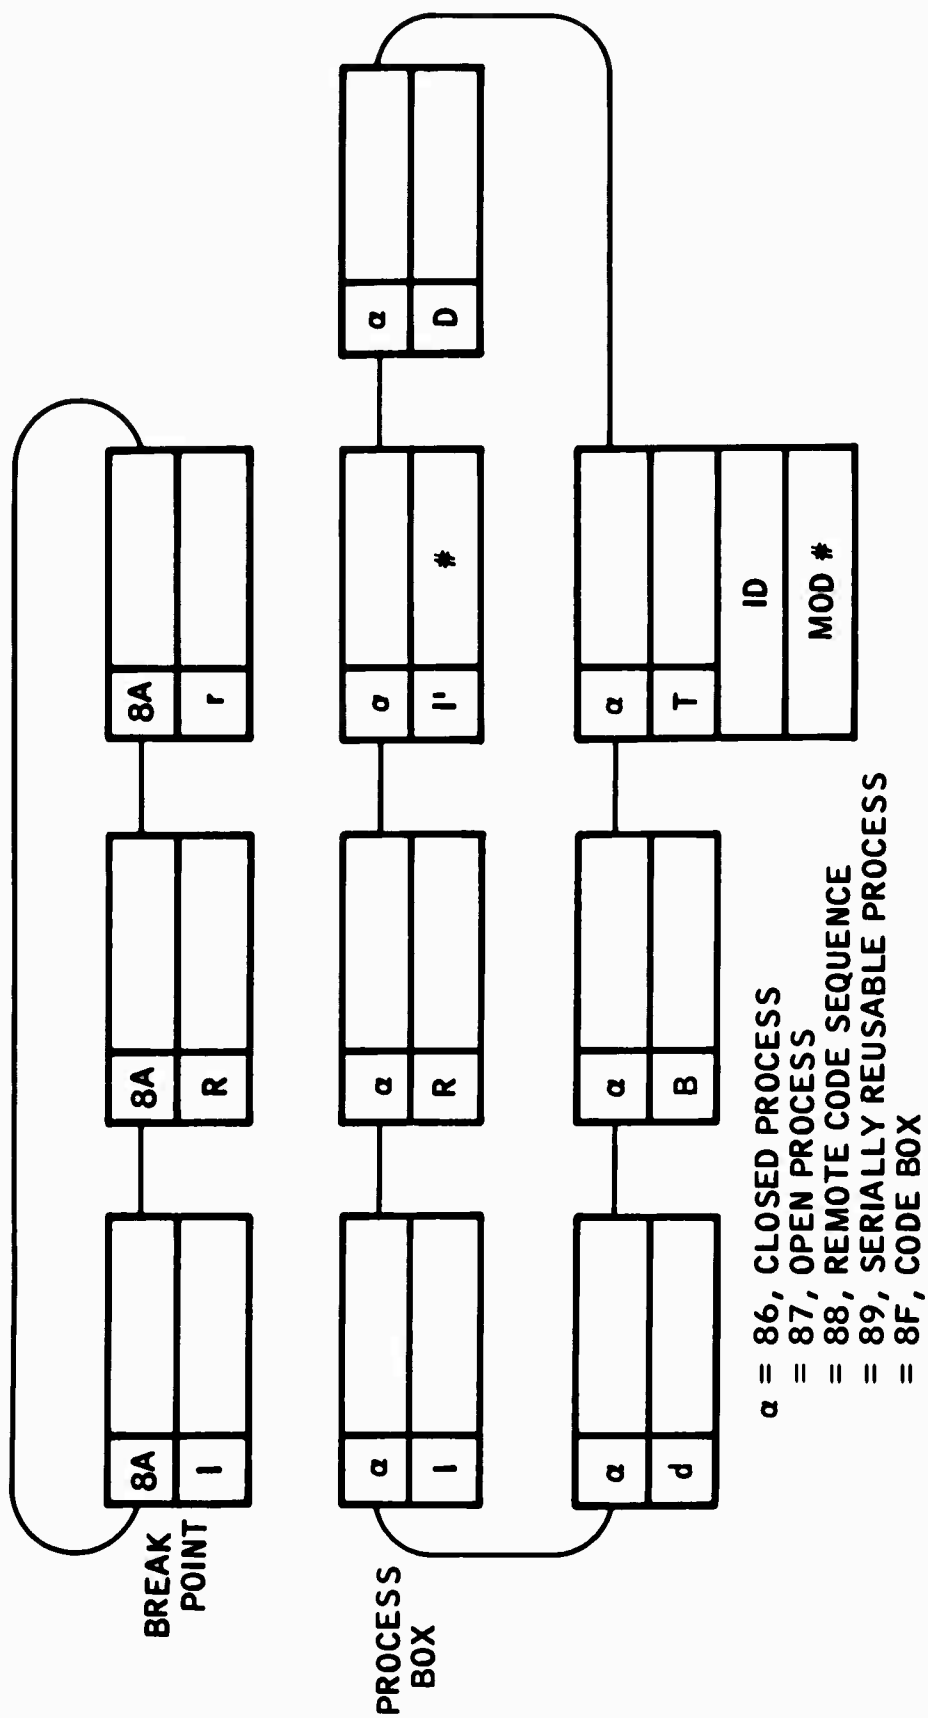 BREAK
POINT
8A
I
8A
R
8A
r
PROCESS
BOX
α
I
α
R
α
I'
#
α
D
α
d
α
B
α
T
ID
MOD #
α = 86, CLOSED PROCESS
= 87, OPEN PROCESS
= 88, REMOTE CODE SEQUENCE
= 89, SERIALLY REUSABLE PROCESS
= 8F, CODE BOX